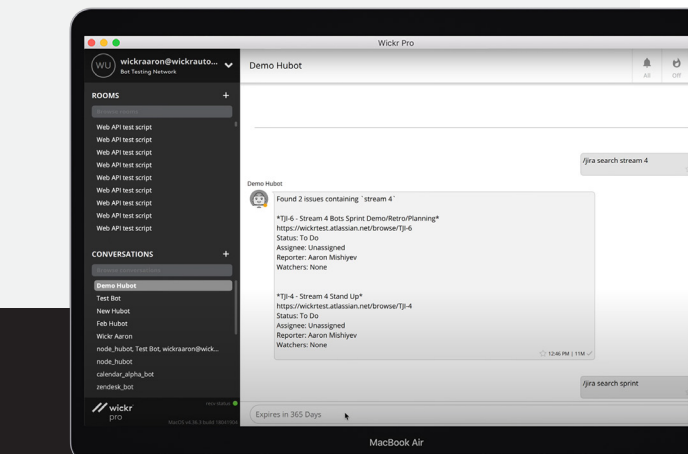 Wickr Pro
WU
wickraaron@wickrauto...
Bot Testing Network
Demo Hubot
All
Off
ROOMS +
Browse rooms
Web API test script
Web API test script
Web API test script
Web API test script
Web API test script
Web API test script
Web API test script
Web API test script
Web API test script
CONVERSATIONS +
Browse conversations
Demo Hubot
Test Bot
New Hubot
Feb Hubot
Wickr Aaron
node_hubot, Test Bot, wickraaron@wick...
node_hubot
calendar_alpha_bot
zendesk_bot
wickr
pro
/jira search stream 4
Demo Hubot
Found 2 issues containing `stream 4`
*TJI-6 - Stream 4 Bots Sprint Demo/Retro/Planning*
https://wickrtest.atlassian.net/browse/TJI-6
Status: To Do
Assignee: Unassigned
Reporter: Aaron Mishiyev
Watchers: None
*TJI-4 - Stream 4 Stand Up*
https://wickrtest.atlassian.net/browse/TJI-4
Status: To Do
Assignee: Unassigned
Reporter: Aaron Mishiyev
Watchers: None
12:46 PM | 11M
/jira search sprint
Expires in 365 Days
MacBook Air